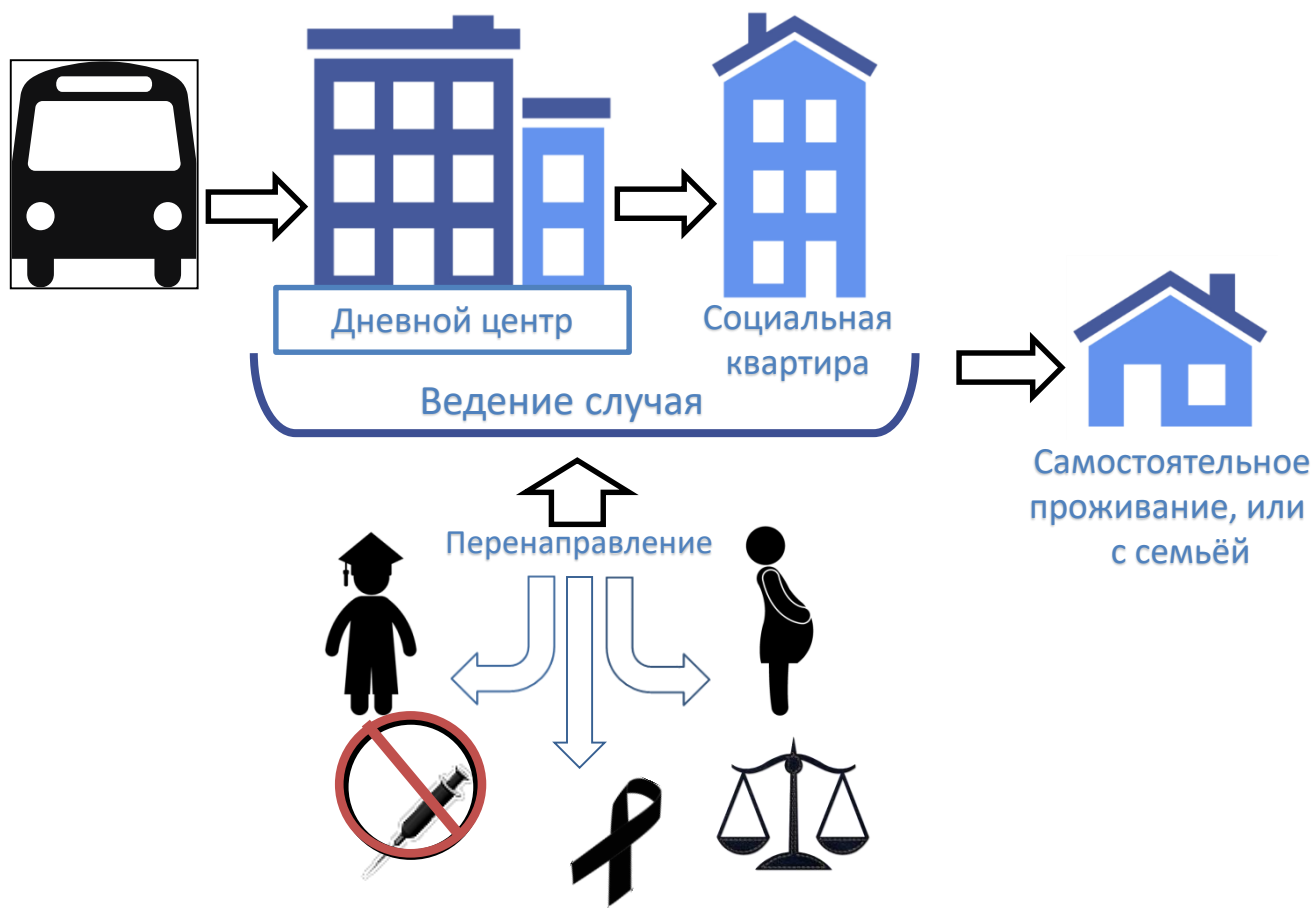 Дневной центр
Социальная
квартира
Ведение случая
Самостоятельное
проживание, или
с семьёй
Перенаправление